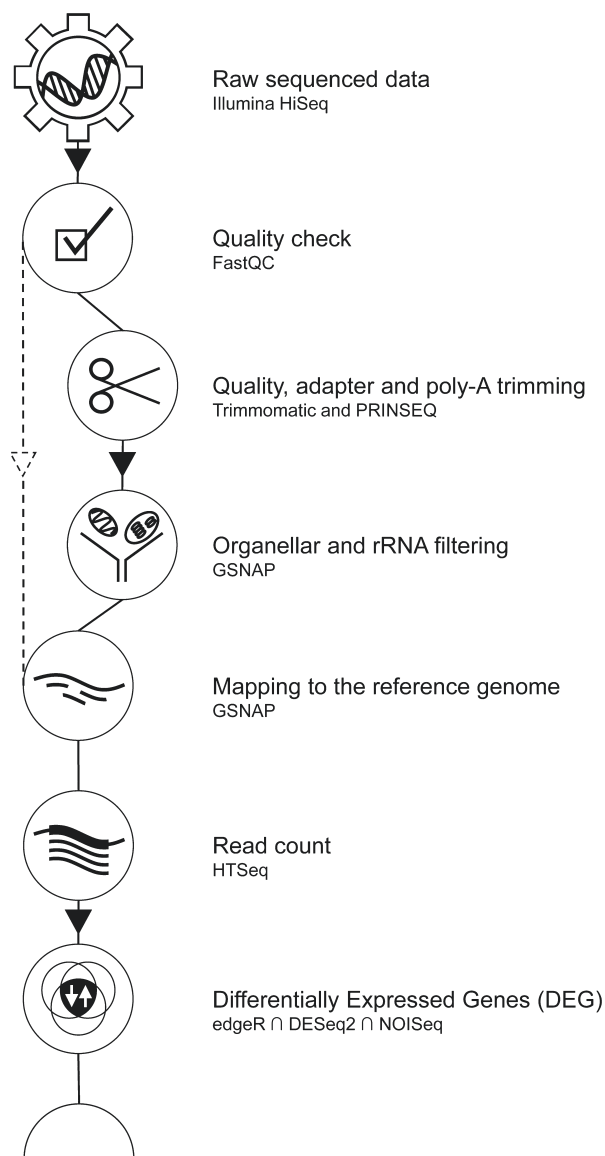 Raw sequenced data
Illumina HiSeq
Quality check
FastQC
Quality, adapter and poly-A trimming
Trimmomatic and PRINSEQ
Organellar and rRNA filtering
GSNAP
Mapping to the reference genome
GSNAP
Read count
HTSeq
Differentially Expressed Genes (DEG)
edgeR ∩ DESeq2 ∩ NOISeq